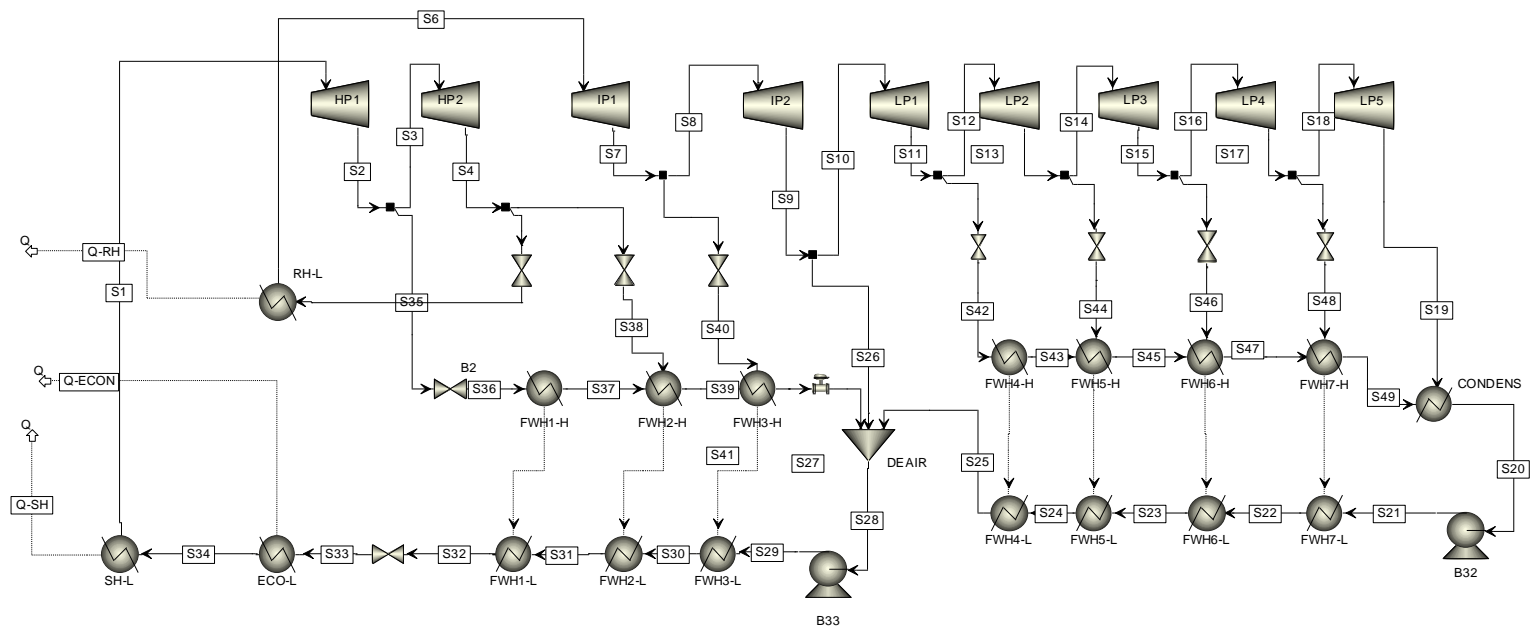 S6
HP1
HP2
IP1
IP2
LP1
LP2
LP3
LP4
LP5
S3
S8
S12
S14
S16
S18
S2
S4
S7
S10
S11
S13
S15
S17
S9
Q
Q-RH
RH-L
S1
S35
S38
S40
S42
S44
S46
S48
S19
Q
Q-ECON
B2
S36
S37
S39
S26
S43
S45
S47
S49
CONDENS
FWH1-H
FWH2-H
FWH3-H
FWH4-H
FWH5-H
FWH6-H
FWH7-H
Q
S41
S27
DEAIR
S25
S20
Q-SH
S28
S24
S23
S22
S21
FWH4-L
FWH5-L
FWH6-L
FWH7-L
S34
S33
S32
S31
S30
S29
SH-L
ECO-L
FWH1-L
FWH2-L
FWH3-L
B32
B33